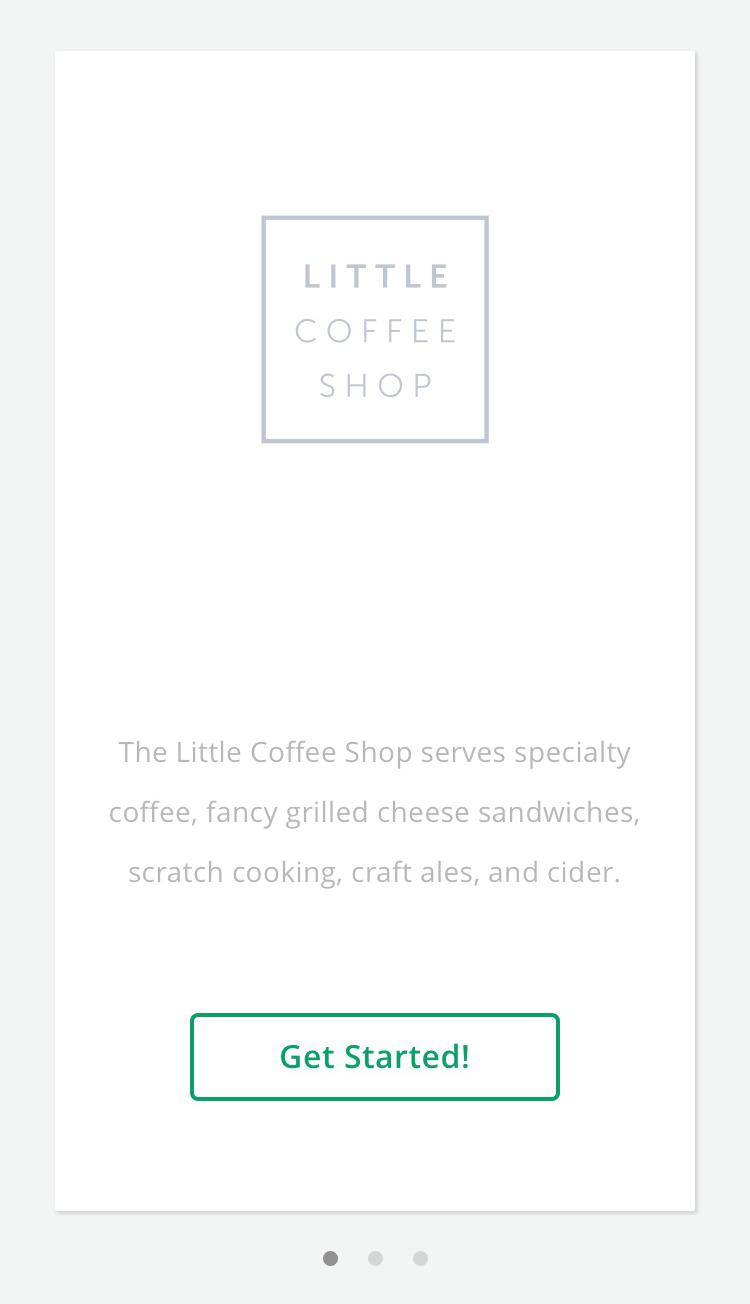 LITTLE
COFFEE
SHOP
The Little Coffee Shop serves specialty
coffee, fancy grilled cheese sandwiches,
scratch cooking, craft ales, and cider.
Get Started!